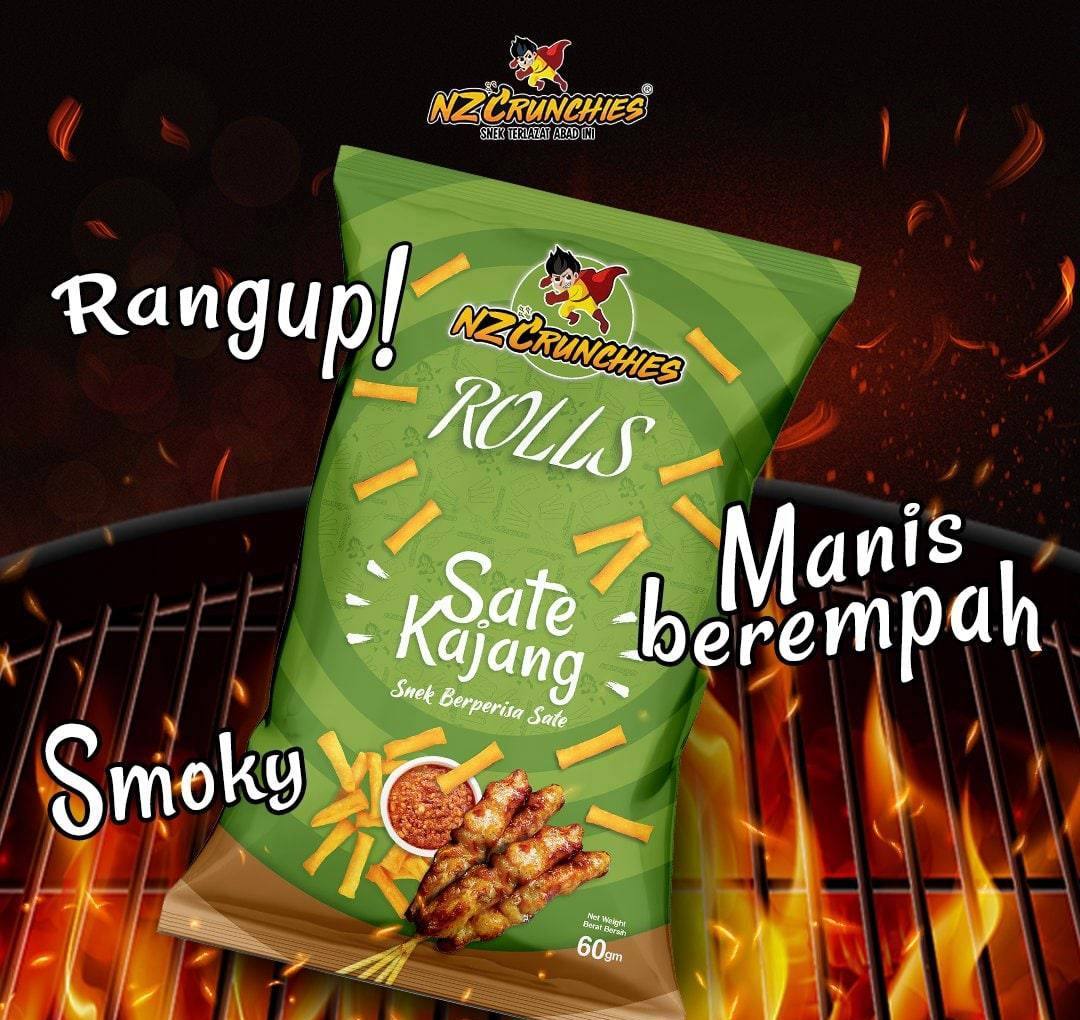 NZ CRUNCHIES®
SNEK TERLAZAT ABAD INI
Rangup!
NZ CRUNCHIES
ROLLS
Sate
Kajang
Snek Berperisa Sate
Manis
berempah
Smoky
Net Weight
Berat Bersih
60gm